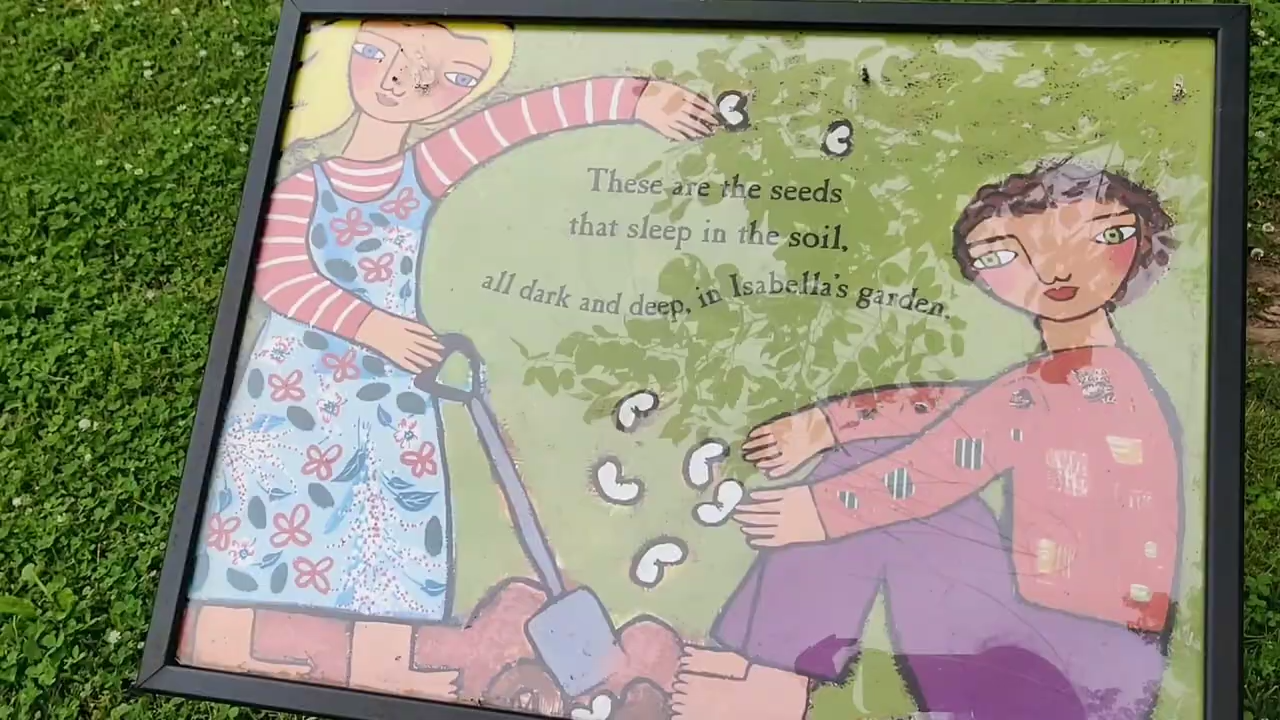 These are the seeds
that sleep in the soil,
all dark and deep, in Isabella's garden.